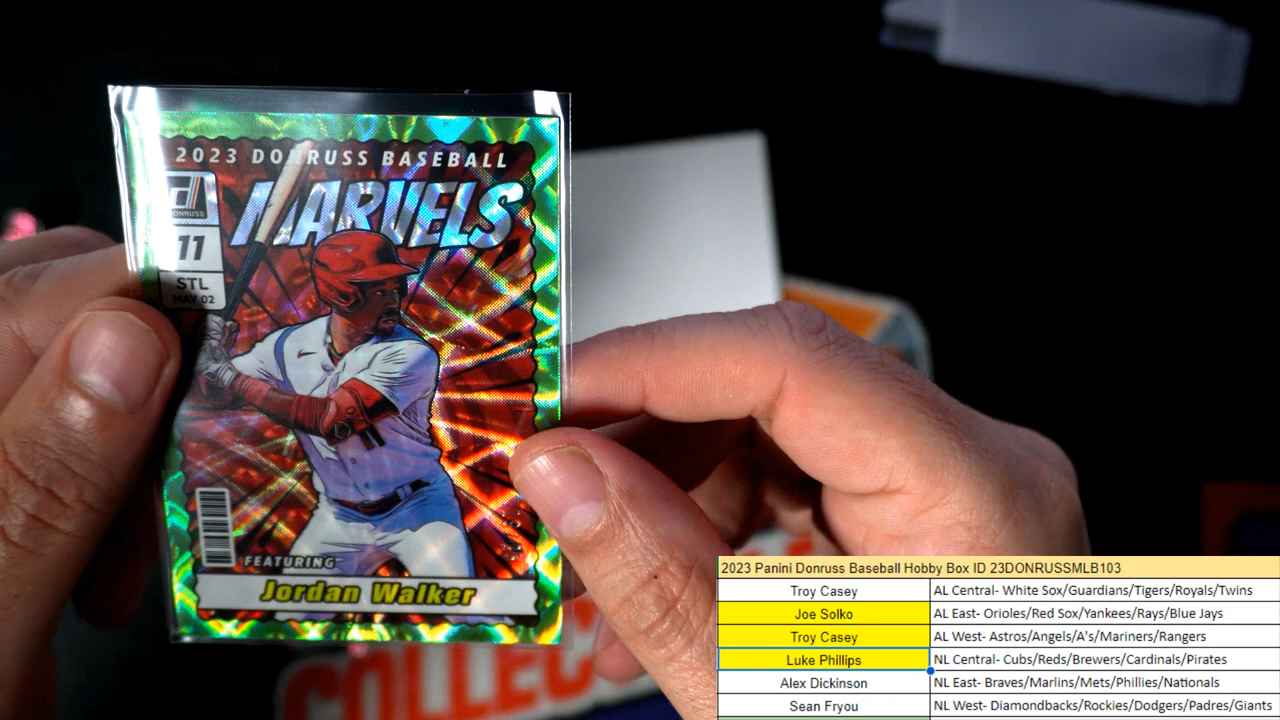 2023 DONRUSS BASEBALL
MARVELS
DONRUSS
11
STL
MAY 02
11
FEATURING
Jordan Walker
COLLEC
2023 Panini Donruss Baseball Hobby Box ID 23DONRUSSMLB103
Troy Casey AL Central- White Sox/Guardians/Tigers/Royals/Twins
Joe Solko AL East- Orioles/Red Sox/Yankees/Rays/Blue Jays
Troy Casey AL West- Astros/Angels/A's/Mariners/Rangers
Luke Phillips NL Central- Cubs/Reds/Brewers/Cardinals/Pirates
Alex Dickinson NL East- Braves/Marlins/Mets/Phillies/Nationals
Sean Fryou NL West- Diamondbacks/Rockies/Dodgers/Padres/Giants